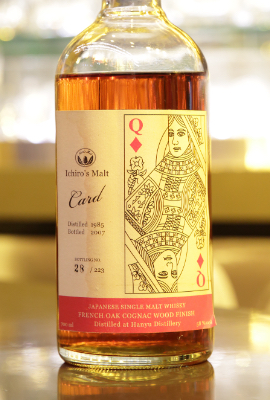 Q
Ichiro's Malt
Card
Distilled 1985
Bottled 2007
BOTTLING NO.
28 / 223
Q
JAPANESE SINGLE MALT WHISKY
FRENCH OAK COGNAC WOOD FINISH
Distilled at Hanyu Distillery